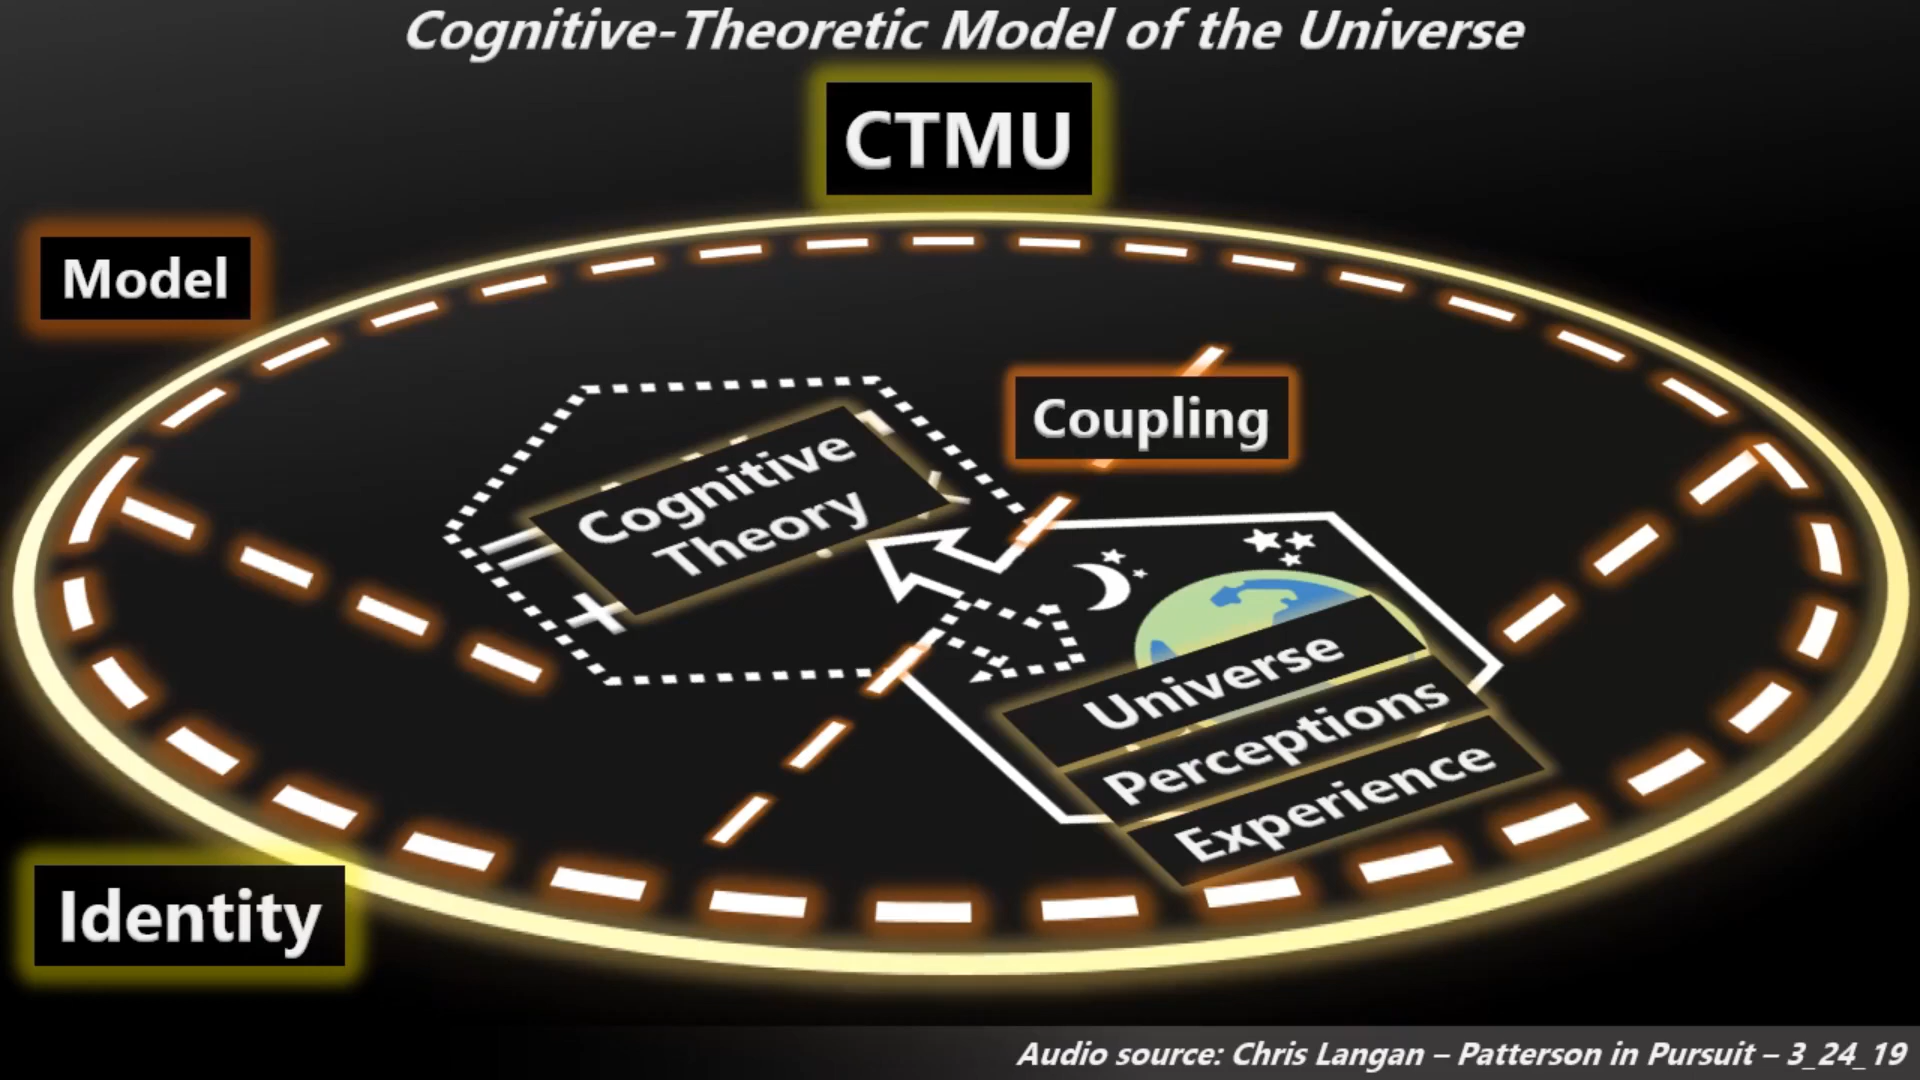 Cognitive-Theoretic Model of the Universe
CTMU
Model
Coupling
Cognitive
Theory
Universe
Perceptions
Experience
Identity
Audio source: Chris Langan – Patterson in Pursuit – 3_24_19